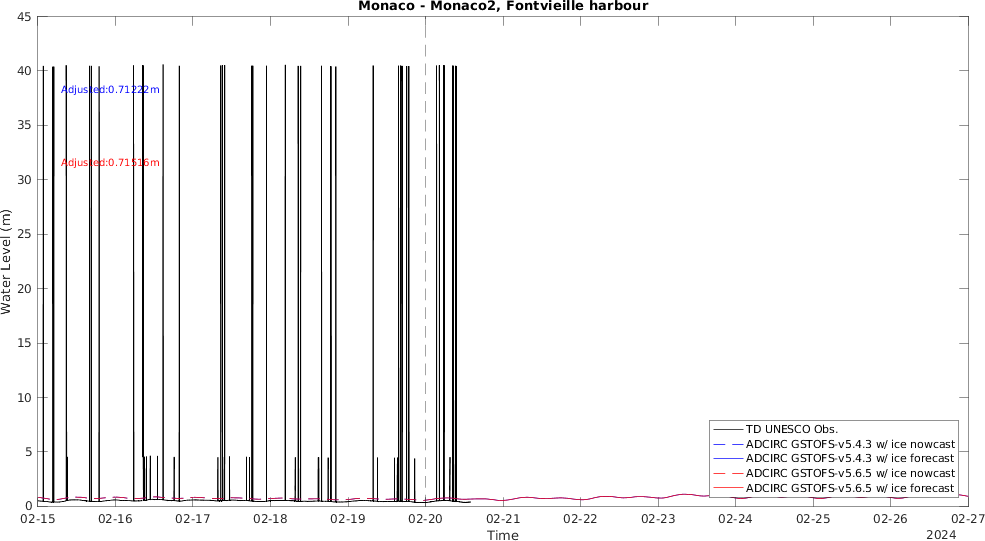 Monaco - Monaco2, Fontvieille harbour
45
40
35
30
25
20
15
10
5
0
Water Level (m)
Adjusted:0.71222m
Adjusted:0.71516m
TD UNESCO Obs.
ADCIRC GSTOFS-v5.4.3 w/ ice nowcast
ADCIRC GSTOFS-v5.4.3 w/ ice forecast
ADCIRC GSTOFS-v5.6.5 w/ ice nowcast
ADCIRC GSTOFS-v5.6.5 w/ ice forecast
02-15 02-16 02-17 02-18 02-19 02-20 02-21 02-22 02-23 02-24 02-25 02-26 02-27
Time
2024